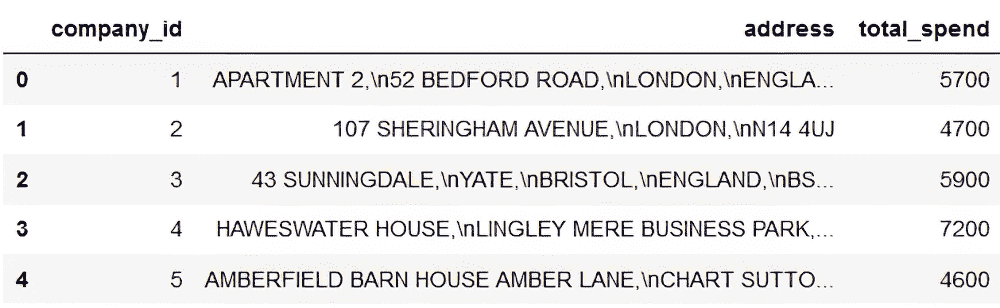 company_id address total_spend
0 1 APARTMENT 2,\n52 BEDFORD ROAD,\nLONDON,\nENGLA... 5700
1 2 107 SHERINGHAM AVENUE,\nLONDON,\nN14 4UJ 4700
2 3 43 SUNNINGDALE,\nYATE,\nBRISTOL,\nENGLAND,\nBS... 5900
3 4 HAWESWATER HOUSE,\nLINGLEY MERE BUSINESS PARK,... 7200
4 5 AMBERFIELD BARN HOUSE AMBER LANE,\nCHART SUTTO... 4600